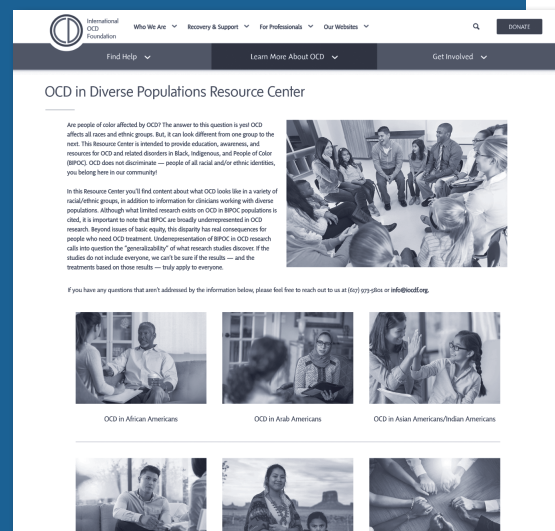 International
OCD
Foundation
Who We Are Recovery & Support For Professionals Our Websites
DONATE
Find Help Learn More About OCD Get Involved
OCD in Diverse Populations Resource Center
Are people of color affected by OCD? The answer to this question is yes! OCD
affects all races and ethnic groups. But, it can look different from one group to the
next. This Resource Center is intended to provide education, awareness, and
resources for OCD and related disorders in Black, Indigenous, and People of Color
(BIPOC). OCD does not discriminate — people of all racial and/or ethnic identities,
you belong here in our community!
In this Resource Center you'll find content about what OCD looks like in a variety of
racial/ethnic groups, in addition to information for clinicians working with diverse
populations. Although what limited research exists on OCD in BIPOC populations is
cited, it is important to note that BIPOC are broadly underrepresented in OCD
research. Beyond issues of basic equity, this disparity has real consequences for
people who need OCD treatment. Underrepresentation of BIPOC in OCD research
calls into question the "generalizability" of what research studies discover. If the
studies do not include everyone, we can't be sure if the results — and the
treatments based on those results — truly apply to everyone.
If you have any questions that aren't addressed by the information below, please feel free to reach out to us at (617) 973-5801 or info@iocdf.org.
OCD in African Americans
OCD in Arab Americans
OCD in Asian Americans/Indian Americans